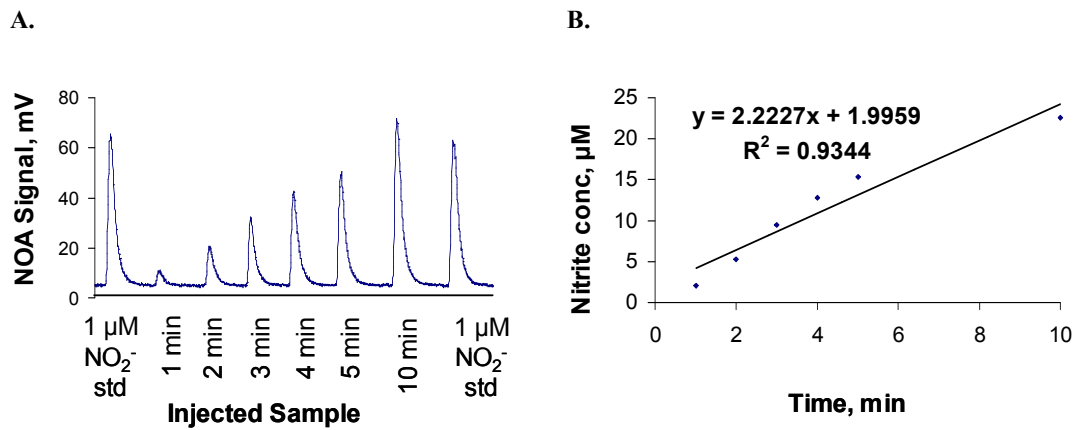 A.
NOA Signal, mV
80
60
40
20
0
1 µM
NO₂⁻
std
1 min
2 min
3 min
4 min
5 min
10 min
1 µM
NO₂⁻
std
Injected Sample
B.
Nitrite conc, µM
25
20
15
10
5
0
y = 2.2227x + 1.9959
R² = 0.9344
0 2 4 6 8 10
Time, min